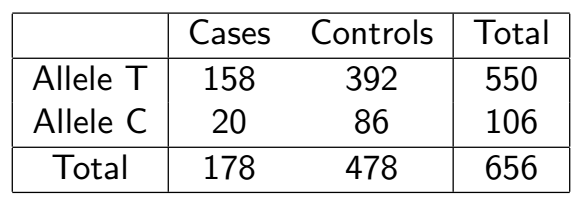 Cases Controls Total
Allele T 158 392 550
Allele C 20 86 106
Total 178 478 656